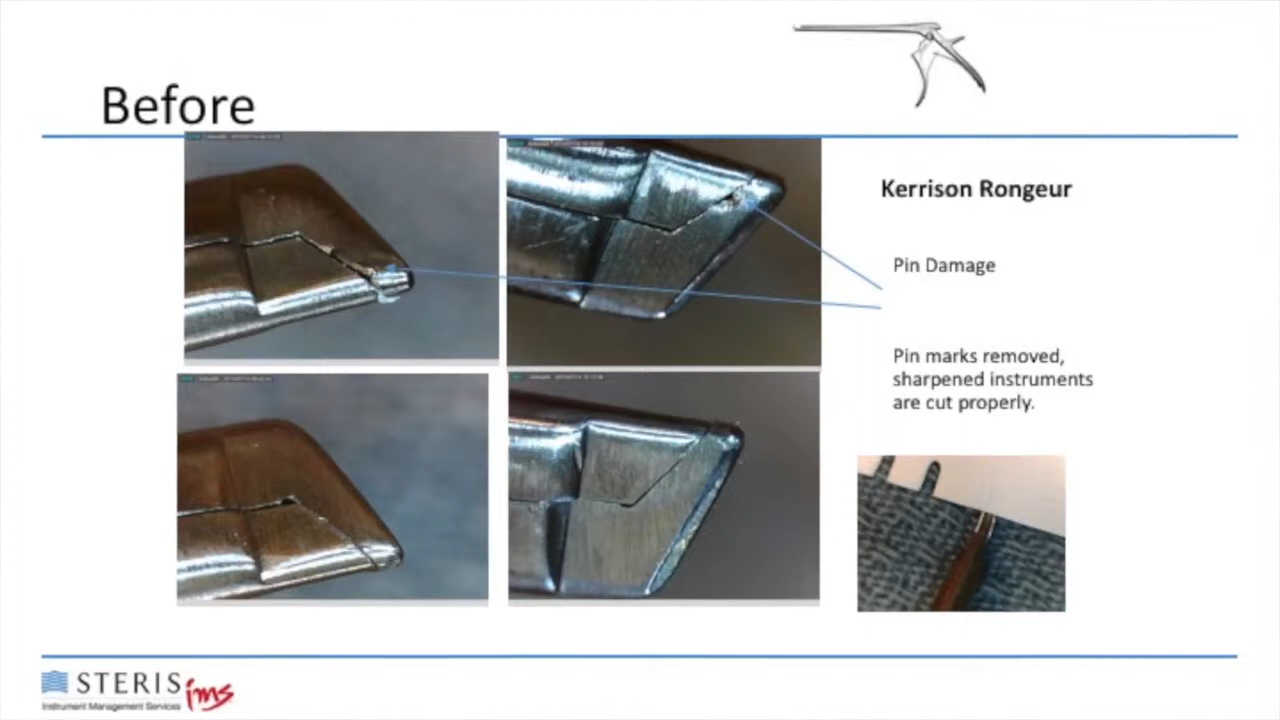 Before
Kerrison Rongeur
Pin Damage
Pin marks removed,
sharpened instruments
are cut properly.
STERIS ims
Instrument Management Services